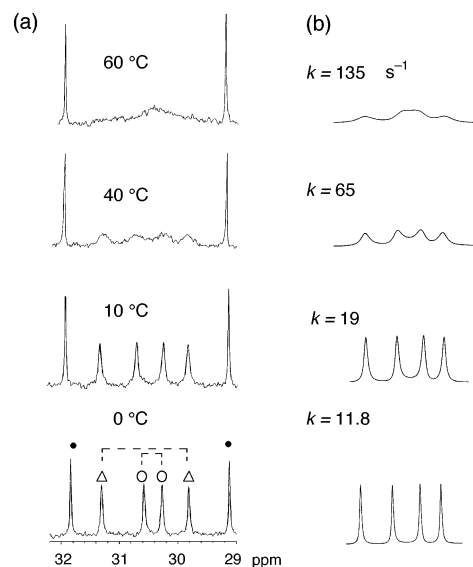 (a)
(b)
60 °C
k = 135 s⁻¹
40 °C
k = 65
10 °C
k = 19
0 °C
k = 11.8
32 31 30 29 ppm